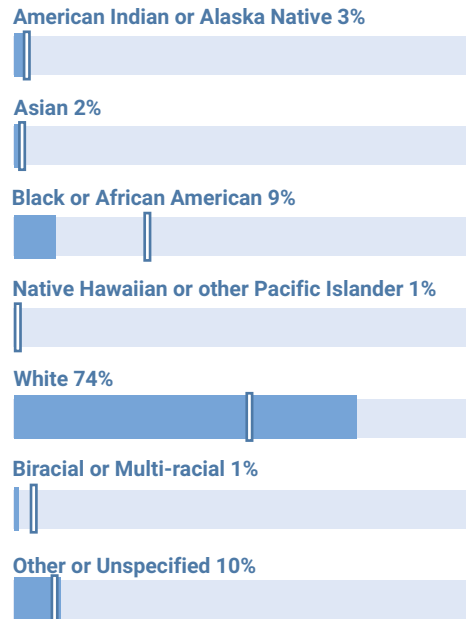 American Indian or Alaska Native 3%
Asian 2%
Black or African American 9%
Native Hawaiian or other Pacific Islander 1%
White 74%
Biracial or Multi-racial 1%
Other or Unspecified 10%